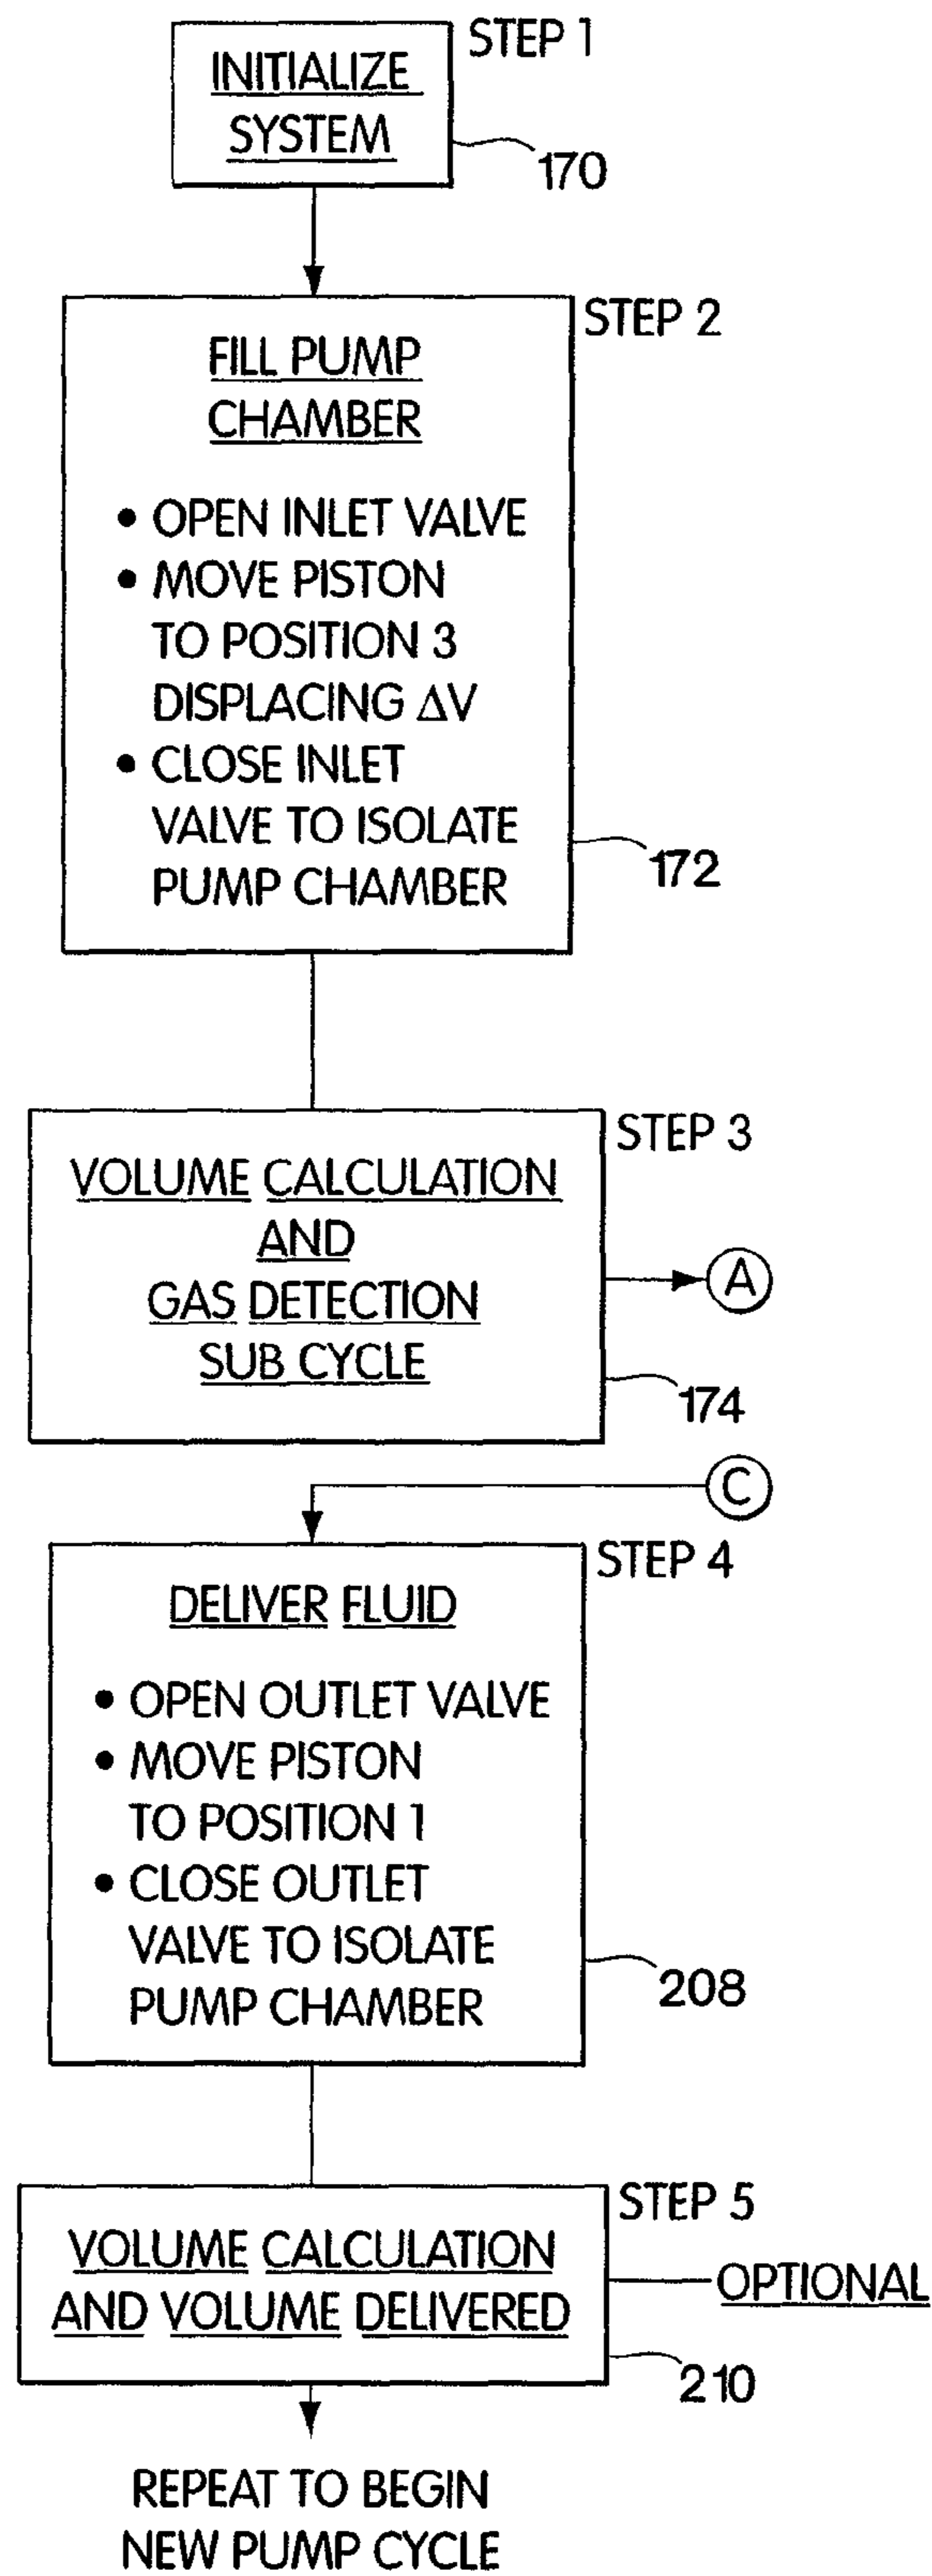 STEP 1
INITIALIZE
SYSTEM
170
STEP 2
FILL PUMP
CHAMBER
• OPEN INLET VALVE
• MOVE PISTON
TO POSITION 3
DISPLACING ΔV
• CLOSE INLET
VALVE TO ISOLATE
PUMP CHAMBER
172
STEP 3
VOLUME CALCULATION
AND
GAS DETECTION
SUB CYCLE
A
174
C
STEP 4
DELIVER FLUID
• OPEN OUTLET VALVE
• MOVE PISTON
TO POSITION 1
• CLOSE OUTLET
VALVE TO ISOLATE
PUMP CHAMBER
208
STEP 5
VOLUME CALCULATION
AND VOLUME DELIVERED
OPTIONAL
210
REPEAT TO BEGIN
NEW PUMP CYCLE